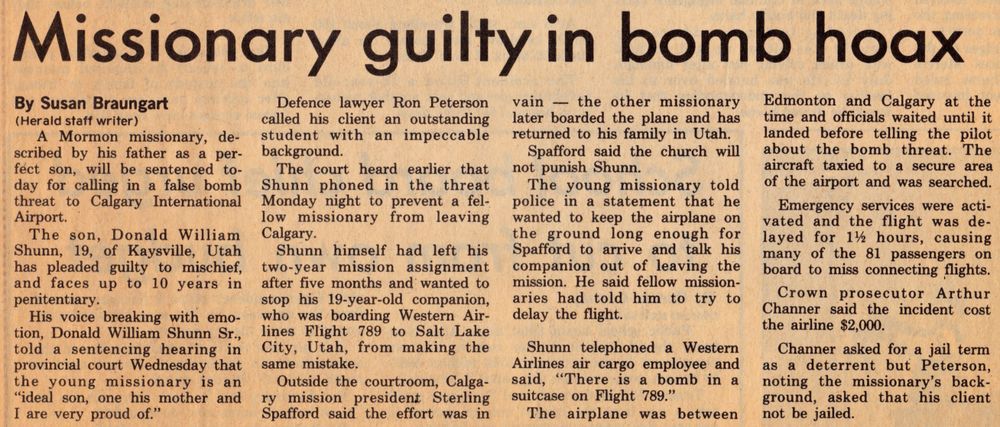 Missionary guilty in bomb hoax
By Susan Braungart
(Herald staff writer)
A Mormon missionary, de-
scribed by his father as a per-
fect son, will be sentenced to-
day for calling in a false bomb
threat to Calgary International
Airport.
The son, Donald William
Shunn, 19, of Kaysville, Utah
has pleaded guilty to mischief,
and faces up to 10 years in
penitentiary.
His voice breaking with emo-
tion, Donald William Shunn Sr.,
told a sentencing hearing in
provincial court Wednesday that
the young missionary is an
“ideal son, one his mother and
I are very proud of.”
Defence lawyer Ron Peterson
called his client an outstanding
student with an impeccable
background.
The court heard earlier that
Shunn phoned in the threat
Monday night to prevent a fel-
low missionary from leaving
Calgary.
Shunn himself had left his
two-year mission assignment
after five months and wanted to
stop his 19-year-old companion,
who was boarding Western Air-
lines Flight 789 to Salt Lake
City, Utah, from making the
same mistake.
Outside the courtroom, Calga-
ry mission president Sterling
Spafford said the effort was in
vain — the other missionary
later boarded the plane and has
returned to his family in Utah.
Spafford said the church will
not punish Shunn.
The young missionary told
police in a statement that he
wanted to keep the airplane on
the ground long enough for
Spafford to arrive and talk his
companion out of leaving the
mission. He said fellow mission-
aries had told him to try to
delay the flight.
Shunn telephoned a Western
Airlines air cargo employee and
said, “There is a bomb in a
suitcase on Flight 789.”
The airplane was between
Edmonton and Calgary at the
time and officials waited until it
landed before telling the pilot
about the bomb threat. The
aircraft taxied to a secure area
of the airport and was searched.
Emergency services were acti-
vated and the flight was de-
layed for 1½ hours, causing
many of the 81 passengers on
board to miss connecting flights.
Crown prosecutor Arthur
Channer said the incident cost
the airline $2,000.
Channer asked for a jail term
as a deterrent but Peterson,
noting the missionary's back-
ground, asked that his client
not be jailed.